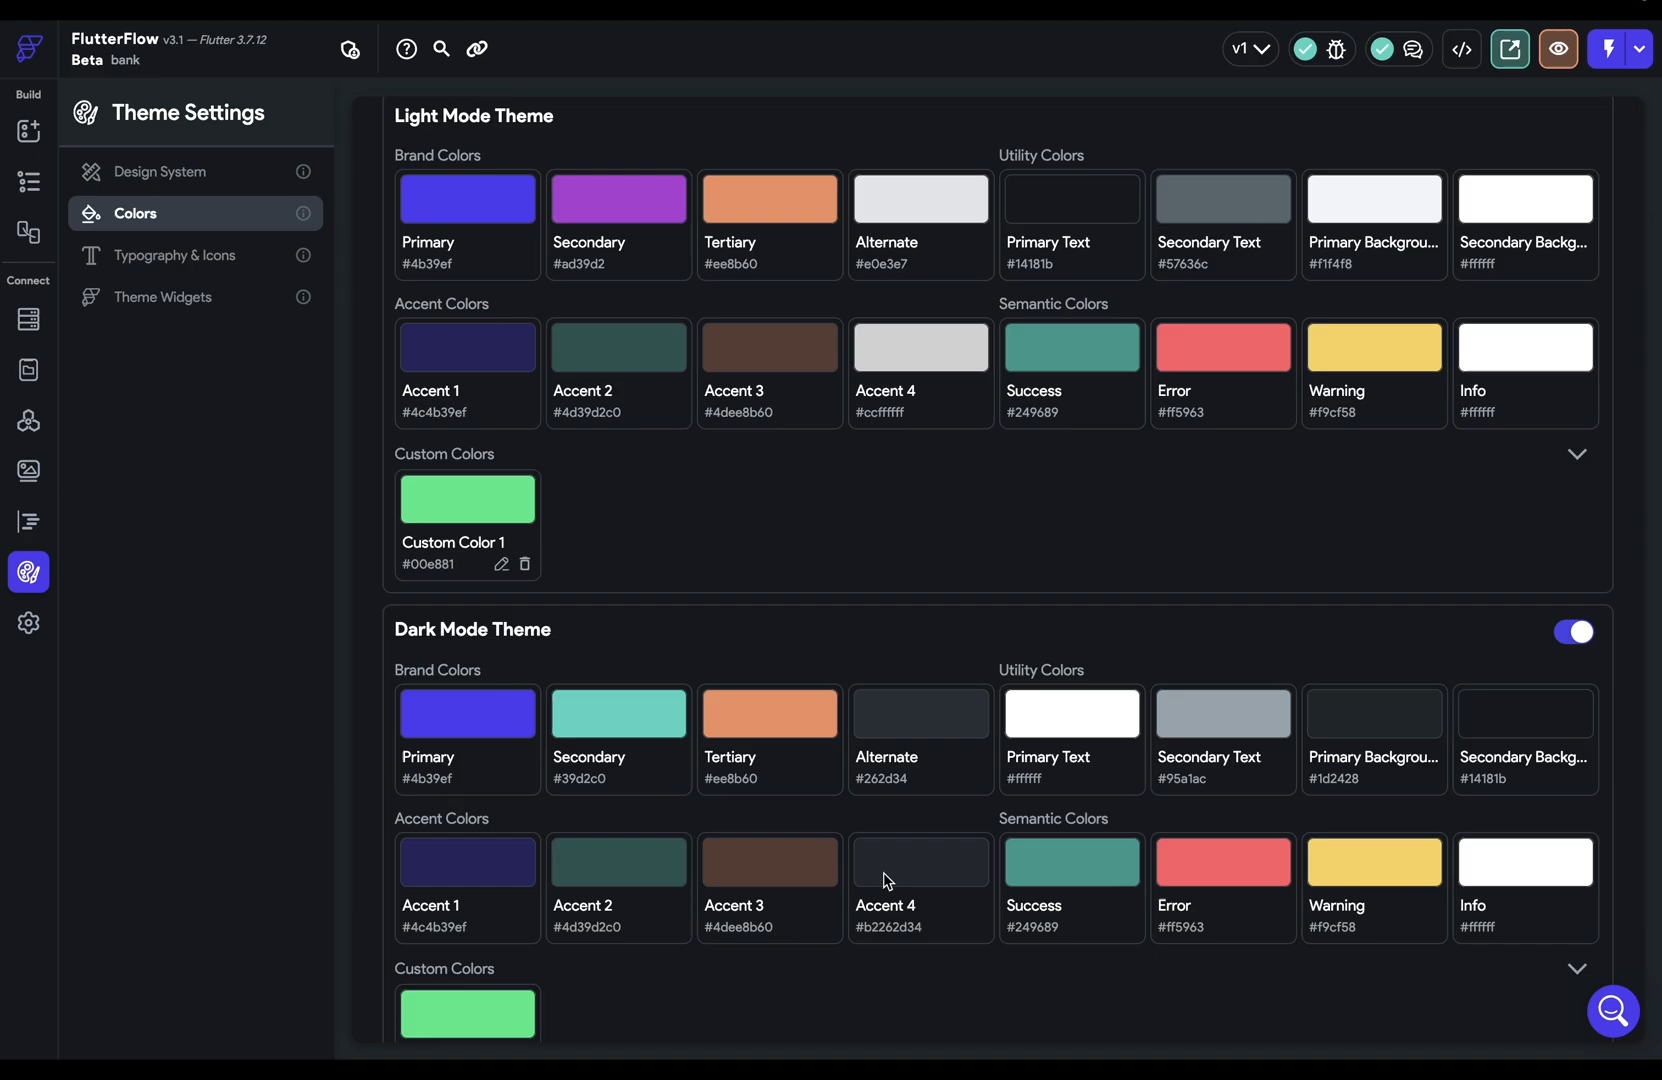 FlutterFlow v3.1 — Flutter 3.7.12
Beta bank
v1
Build
Connect
Theme Settings
Design System
Colors
Typography & Icons
Theme Widgets
Light Mode Theme
Brand Colors
Utility Colors
Primary
#4b39ef
Secondary
#ad39d2
Tertiary
#ee8b60
Alternate
#e0e3e7
Primary Text
#14181b
Secondary Text
#57636c
Primary Backgrou...
#f1f4f8
Secondary Backg...
#ffffff
Accent Colors
Semantic Colors
Accent 1
#4c4b39ef
Accent 2
#4d39d2c0
Accent 3
#4dee8b60
Accent 4
#ccffffff
Success
#249689
Error
#ff5963
Warning
#f9cf58
Info
#ffffff
Custom Colors
Custom Color 1
#00e881
Dark Mode Theme
Brand Colors
Utility Colors
Primary
#4b39ef
Secondary
#39d2c0
Tertiary
#ee8b60
Alternate
#262d34
Primary Text
#ffffff
Secondary Text
#95a1ac
Primary Backgrou...
#1d2428
Secondary Backg...
#14181b
Accent Colors
Semantic Colors
Accent 1
#4c4b39ef
Accent 2
#4d39d2c0
Accent 3
#4dee8b60
Accent 4
#b2262d34
Success
#249689
Error
#ff5963
Warning
#f9cf58
Info
#ffffff
Custom Colors